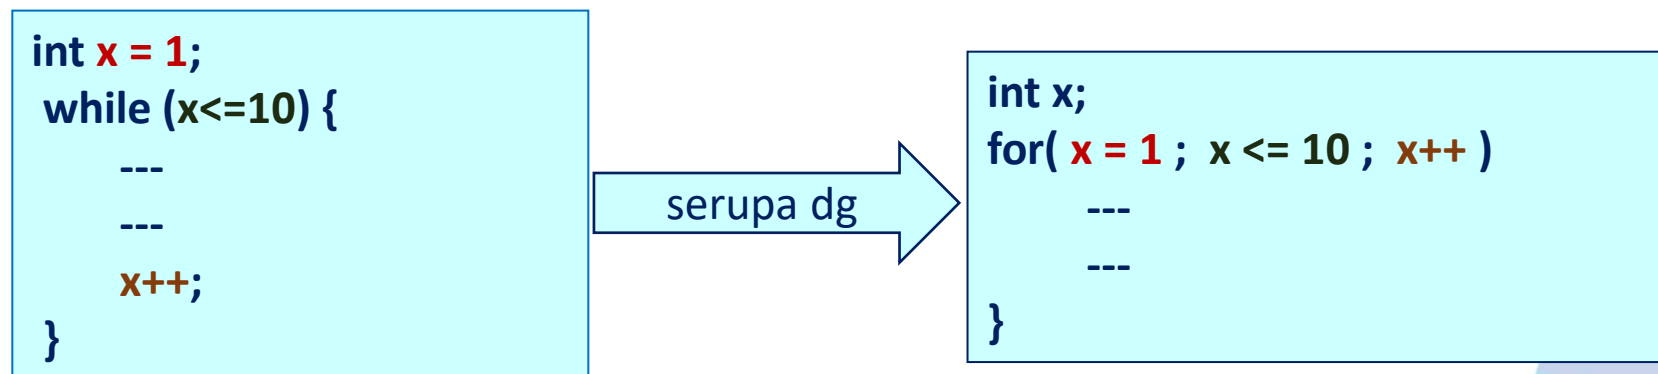 int x = 1;
while (x<=10) {
---
---
x++;
}
serupa dg
int x;
for( x = 1 ; x <= 10 ; x++ )
---
---
}